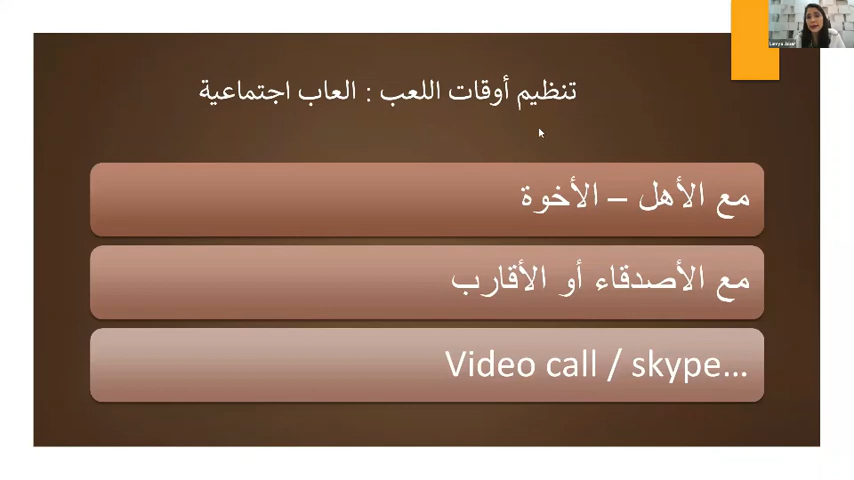 تنظيم أوقات اللعب : العاب اجتماعية
مع الأهل – الأخوة
مع الأصدقاء أو الأقارب
Video call / skype...